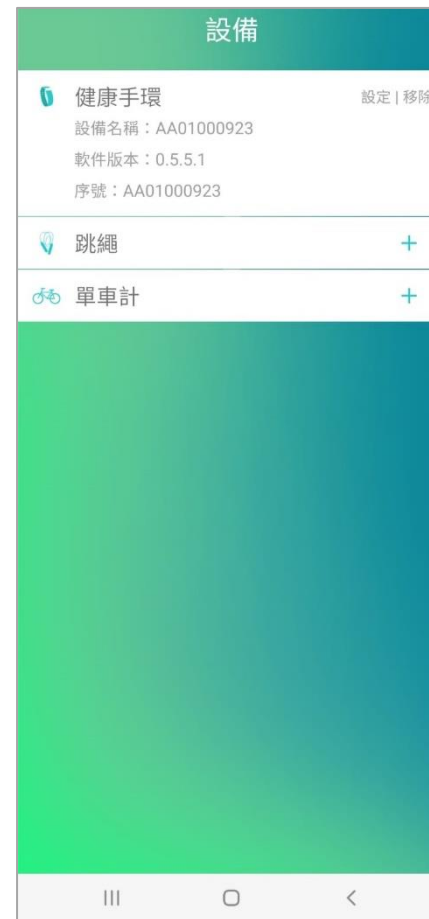 設備
健康手環 設定 | 移除
設備名稱：AA01000923
軟件版本：0.5.5.1
序號：AA01000923
跳繩 +
單車計 +